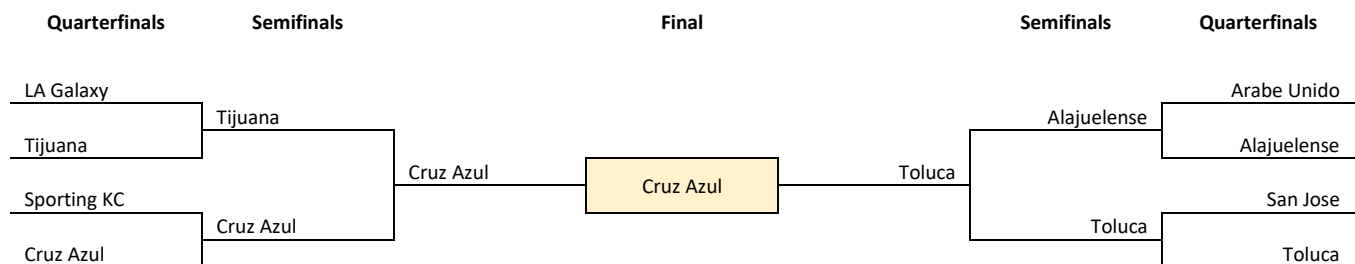 Quarterfinals Semifinals Final Semifinals Quarterfinals
LA Galaxy Arabe Unido
Tijuana Alajuelense
Tijuana Alajuelense
Cruz Azul Cruz Azul Toluca
Sporting KC San Jose
Cruz Azul Toluca
Cruz Azul Toluca